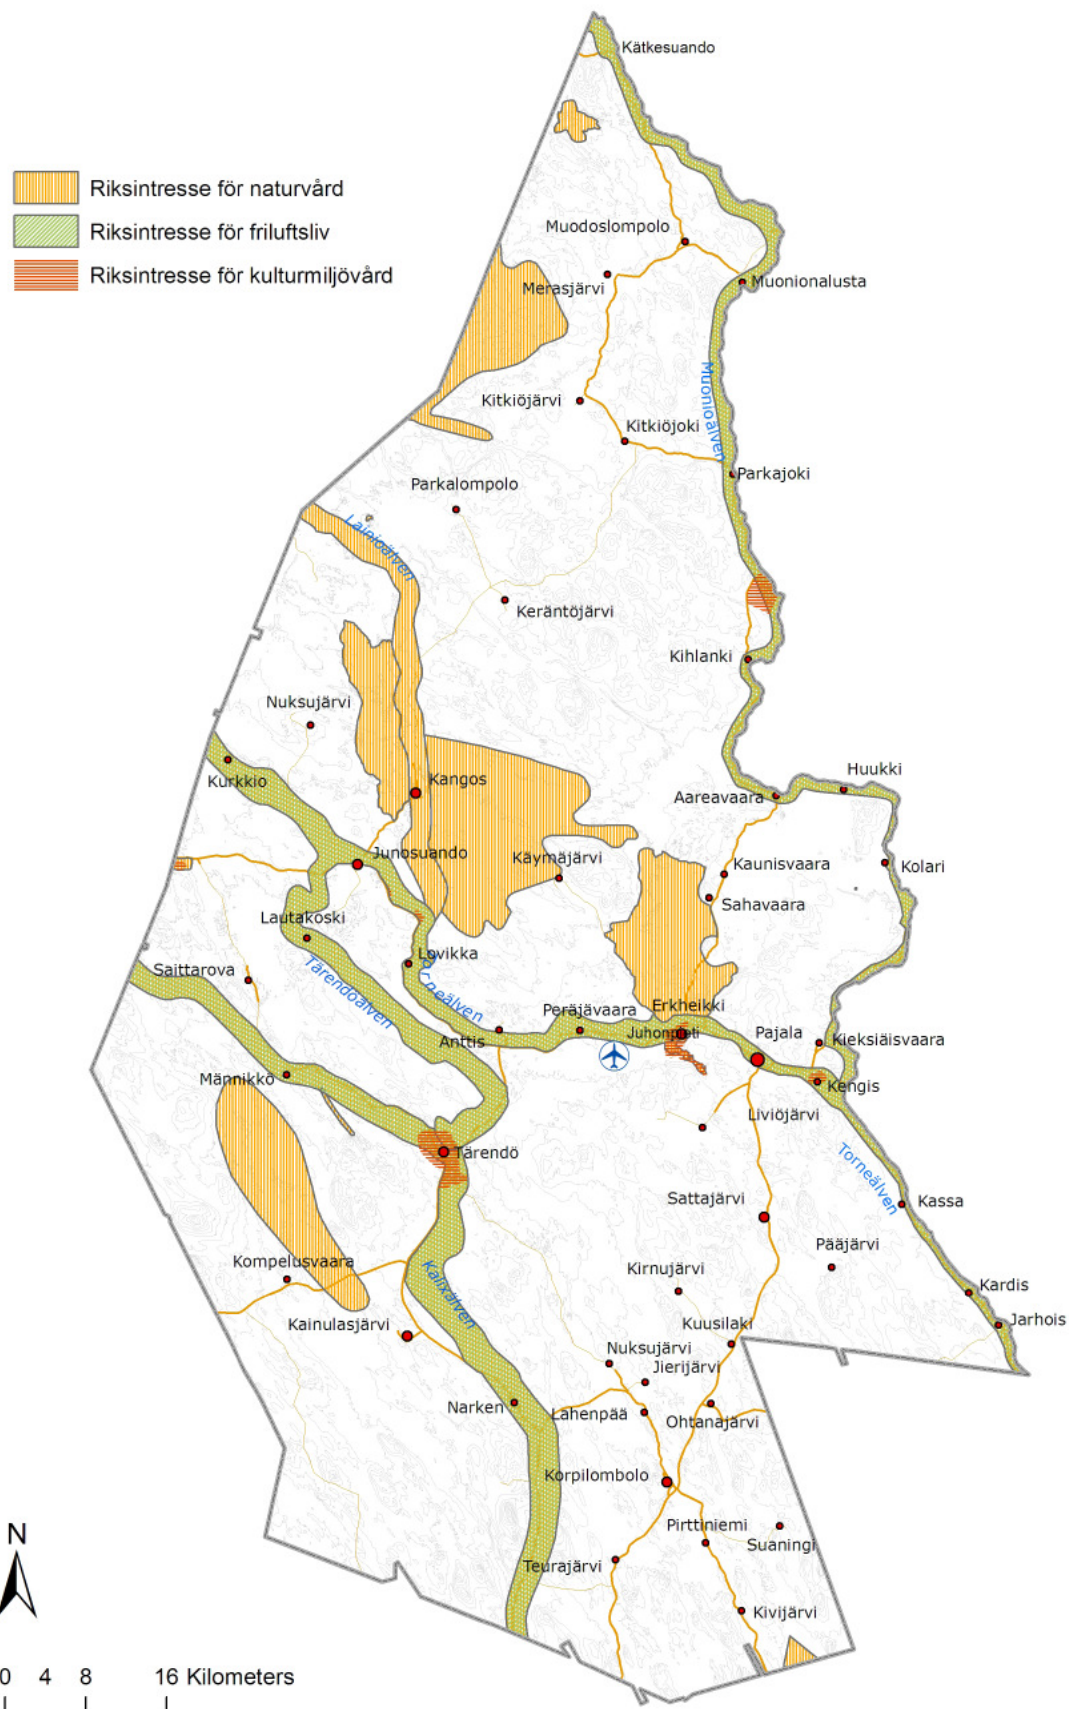 Kätkesuando
Riksintresse för naturvård
Riksintresse för friluftsliv
Riksintresse för kulturmiljövård
Muodoslompolo
Merasjärvi
Muonionalusta
Muonioälven
Kitkiöjärvi
Kitkiöjoki
Parkajoki
Parkalompolo
Lainioälven
Keräntöjärvi
Kihlanki
Nuksujärvi
Kurkkio
Kangos
Huukki
Aareavaara
Junosuando
Käymäjärvi
Kaunisvaara
Kolari
Sahavaara
Lautakoski
Lovikka
Saittarova
Tärendöälven
Torneälven
Peräjävaara
Erkheikki
Juhonpieti
Pajala
Anttis
Kieksiäisvaara
Männikkö
Kengis
Liviöjärvi
Tärendö
Torneälven
Sattajärvi
Kassa
Pääjärvi
Kompelusvaara
Kalixälven
Kirnujärvi
Kardis
Kainulasjärvi
Kuusilaki
Jarhois
Nuksujärvi
Jierijärvi
Narken
Lahenpää
Ohtanajärvi
Korpilombolo
Pirttiniemi
Suaningi
N
Teurajärvi
Kivijärvi
0 4 8 16 Kilometers